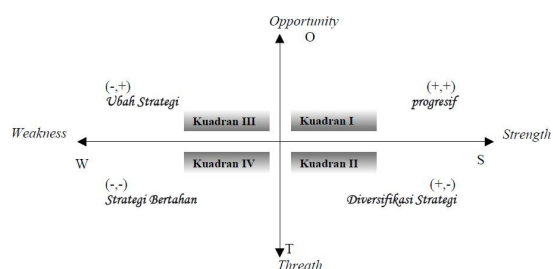 Opportunity
O
(-,+)
Ubah Strategi
(+,+)
progresif
Kuadran III
Kuadran I
Weakness
Strength
W
S
Kuadran IV
Kuadran II
(-,-)
Strategi Bertahan
(+,-)
Diversifikasi Strategi
T
Threath